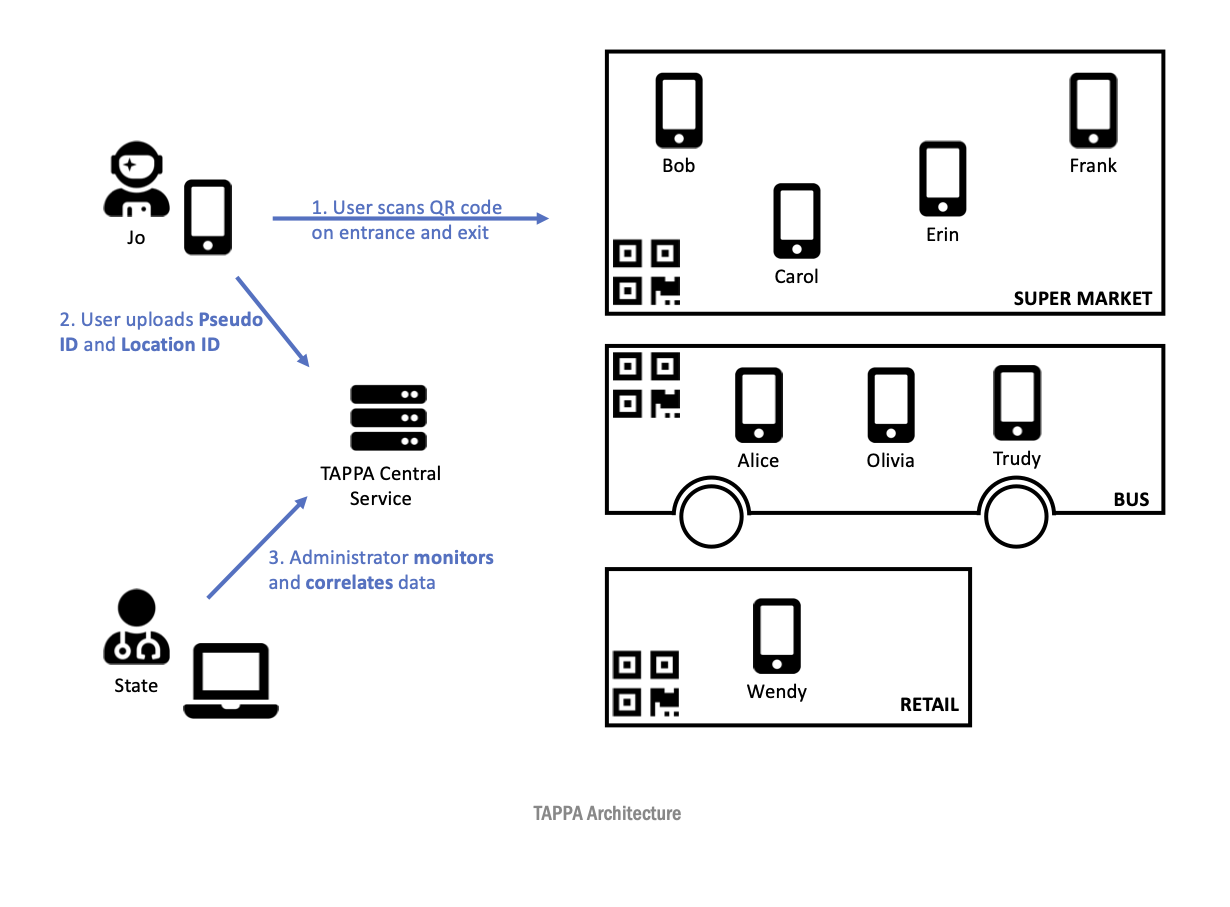 Bob
Frank
Carol
Erin
SUPER MARKET
Jo
1. User scans QR code
on entrance and exit
2. User uploads Pseudo
ID and Location ID
TAPPA Central
Service
3. Administrator monitors
and correlates data
State
Alice
Olivia
Trudy
BUS
Wendy
RETAIL
TAPPA Architecture